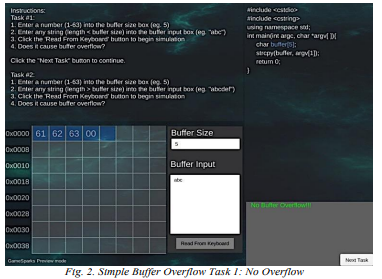 Instructions:
Task #1
1. Enter a number (1-63) into the buffer size box (eg. 5)
2. Enter any string (length < buffer size) into the buffer input box (eg. "abc")
3. Click the 'Read From Keyboard' button to begin simulation
4. Does it cause buffer overflow?
Click the "Next Task" button to continue.
Task #2:
1. Enter a number (1-63) into the buffer size box (eg. 5)
2. Enter any string (length > buffer size) into the buffer input box (eg. "abcdef")
3. Click the 'Read From Keyboard' button to begin simulation
4. Does it cause buffer overflow?
#include <cstdio>
#include <cstring>
using namespace std;
int main(int argc, char *argv[ ]){
char buffer[5];
strcpy(buffer, argv[1]);
return 0;
}
0x0000 61 62 63 00
0x0008
0x0010
0x0018
0x0020
0x0028
0x0030
0x0038
Buffer Size
5
Buffer Input
abc
Read From Keyboard
No Buffer Overflow!!!
Next Task
GameSparks Preview mode
Fig. 2. Simple Buffer Overflow Task 1: No Overflow